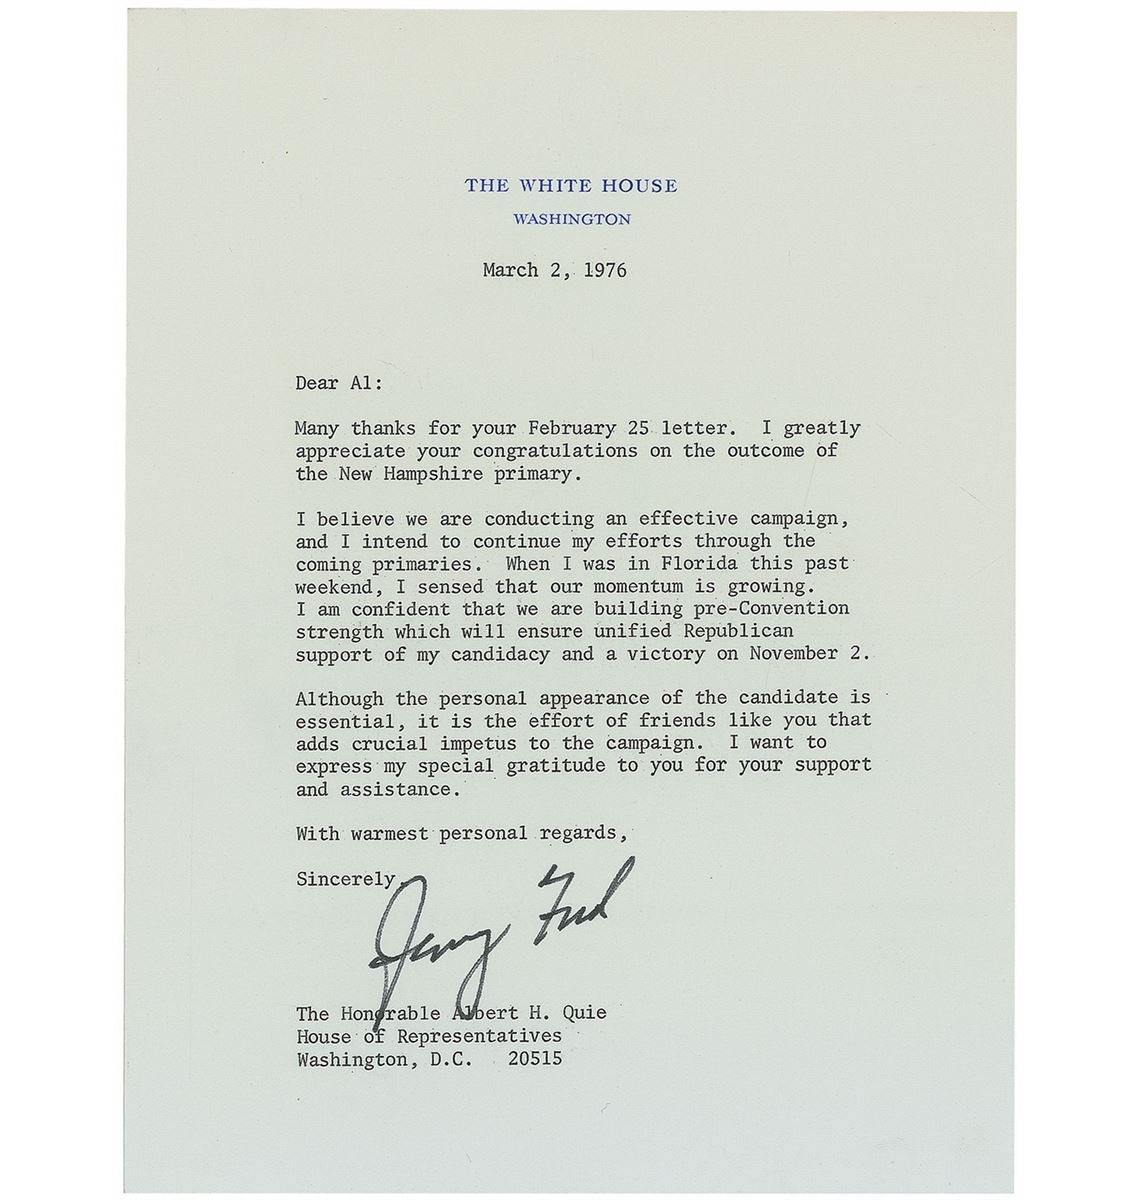 THE WHITE HOUSE
WASHINGTON
March 2, 1976
Dear Al:
Many thanks for your February 25 letter. I greatly
appreciate your congratulations on the outcome of
the New Hampshire primary.
I believe we are conducting an effective campaign,
and I intend to continue my efforts through the
coming primaries. When I was in Florida this past
weekend, I sensed that our momentum is growing.
I am confident that we are building pre-Convention
strength which will ensure unified Republican
support of my candidacy and a victory on November 2.
Although the personal appearance of the candidate is
essential, it is the effort of friends like you that
adds crucial impetus to the campaign. I want to
express my special gratitude to you for your support
and assistance.
With warmest personal regards,
Sincerely,
Jerry Ford
The Honorable Albert H. Quie
House of Representatives
Washington, D.C. 20515